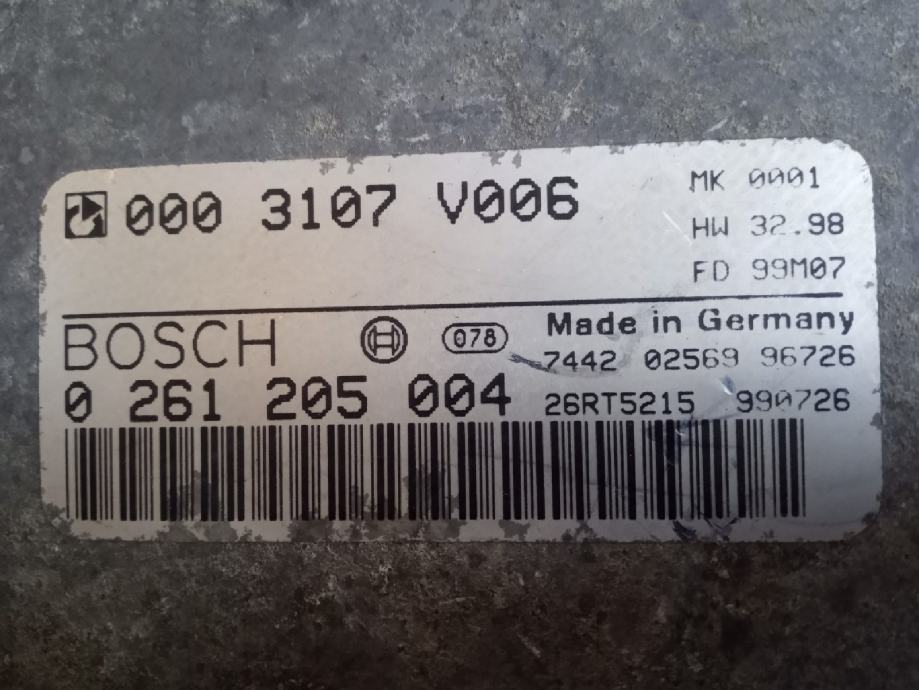 000 3107 V006
MK 0001
HW 32.98
FD 99M07
BOSCH
078
Made in Germany
7442 02569 96726
0 261 205 004
26RT5215 990726